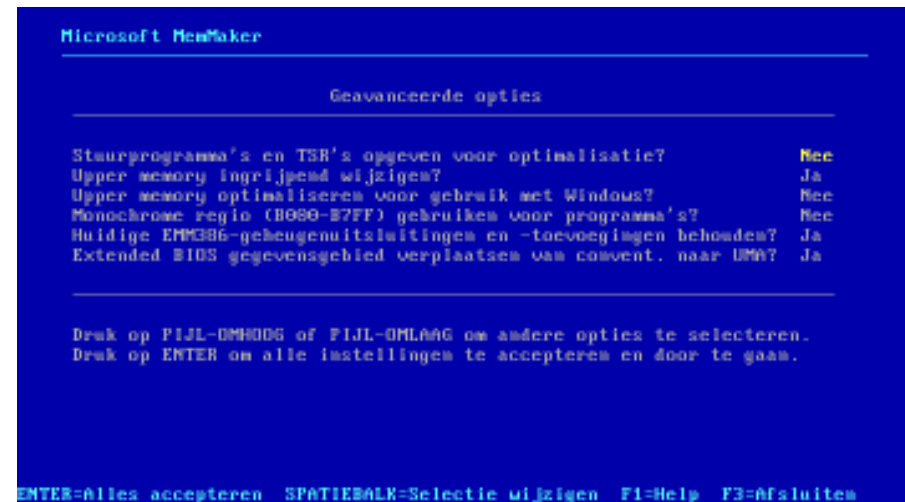 Microsoft MemMaker
Geavanceerde opties
Stuurprogramma's en TSR's opgeven voor optimalisatie? Nee
Upper memory ingrijpend wijzigen? Ja
Upper memory optimaliseren voor gebruik met Windows? Nee
Monochrome regio (B000-B7FF) gebruiken voor programma's? Nee
Huidige EMM386-geheugenuitsluitingen en -toevoegingen behouden? Ja
Extended BIOS gegevensgebied verplaatsen van convent. naar UMA? Ja
Druk op PIJL-OMHOOG of PIJL-OMLAAG om andere opties te selecteren.
Druk op ENTER om alle instellingen te accepteren en door te gaan.
ENTER=Alles accepteren SPATIEBALK=Selectie wijzigen F1=Help F3=Afsluiten